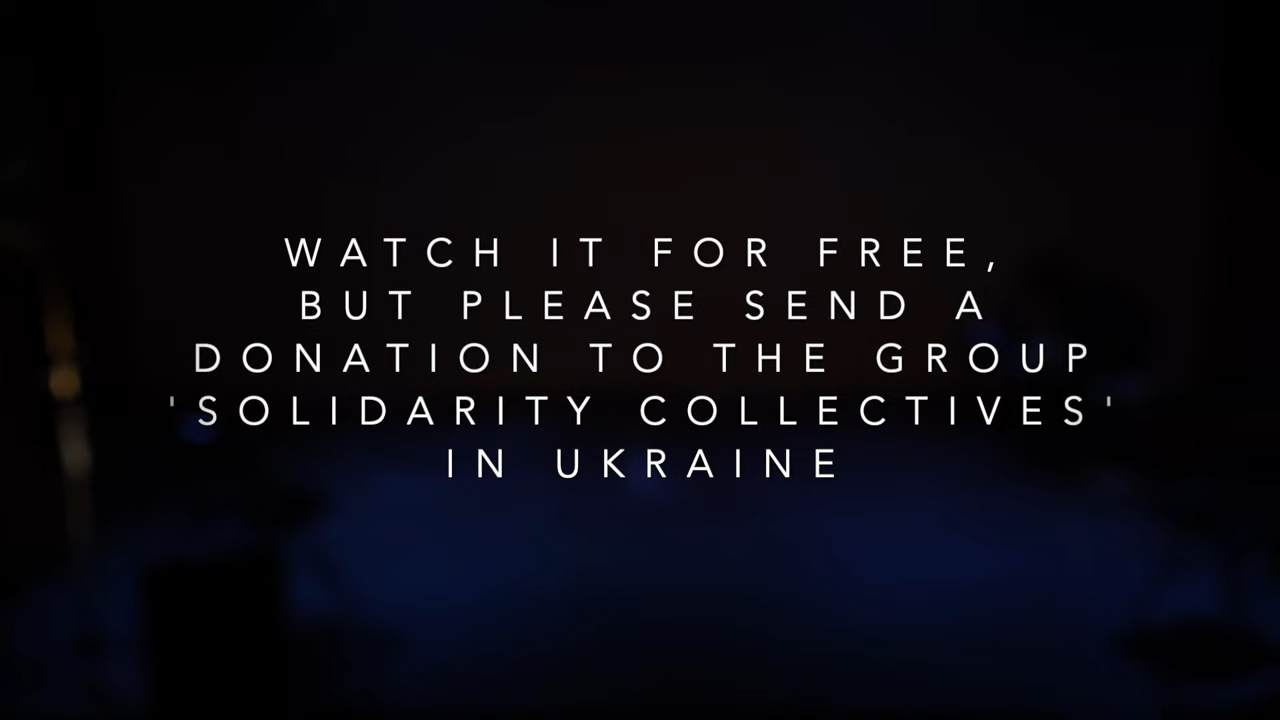 WATCH IT FOR FREE,
BUT PLEASE SEND A
DONATION TO THE GROUP
'SOLIDARITY COLLECTIVES'
IN UKRAINE